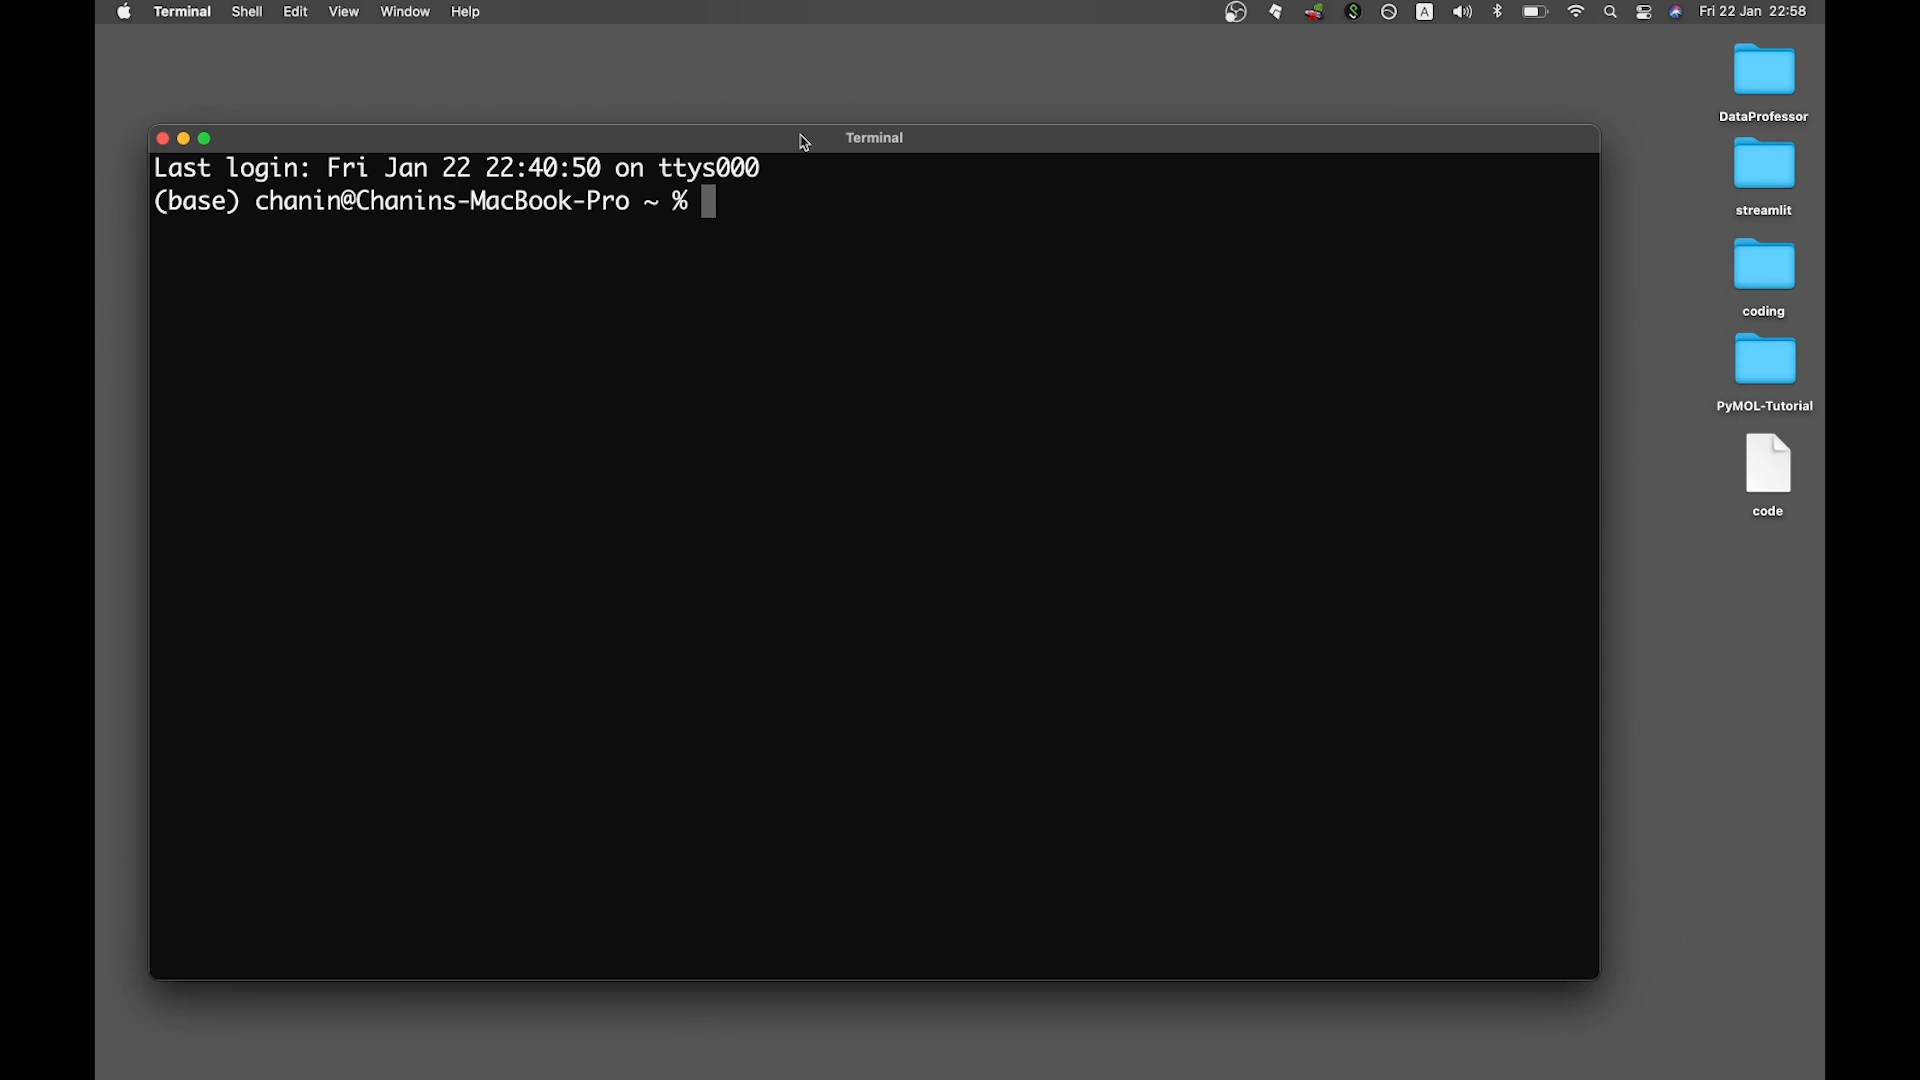 Terminal Shell Edit View Window Help
A
Fri 22 Jan 22:58
Terminal
Last login: Fri Jan 22 22:40:50 on ttys000
(base) chanin@Chanins-MacBook-Pro ~ %
DataProfessor
streamlit
coding
PyMOL-Tutorial
code